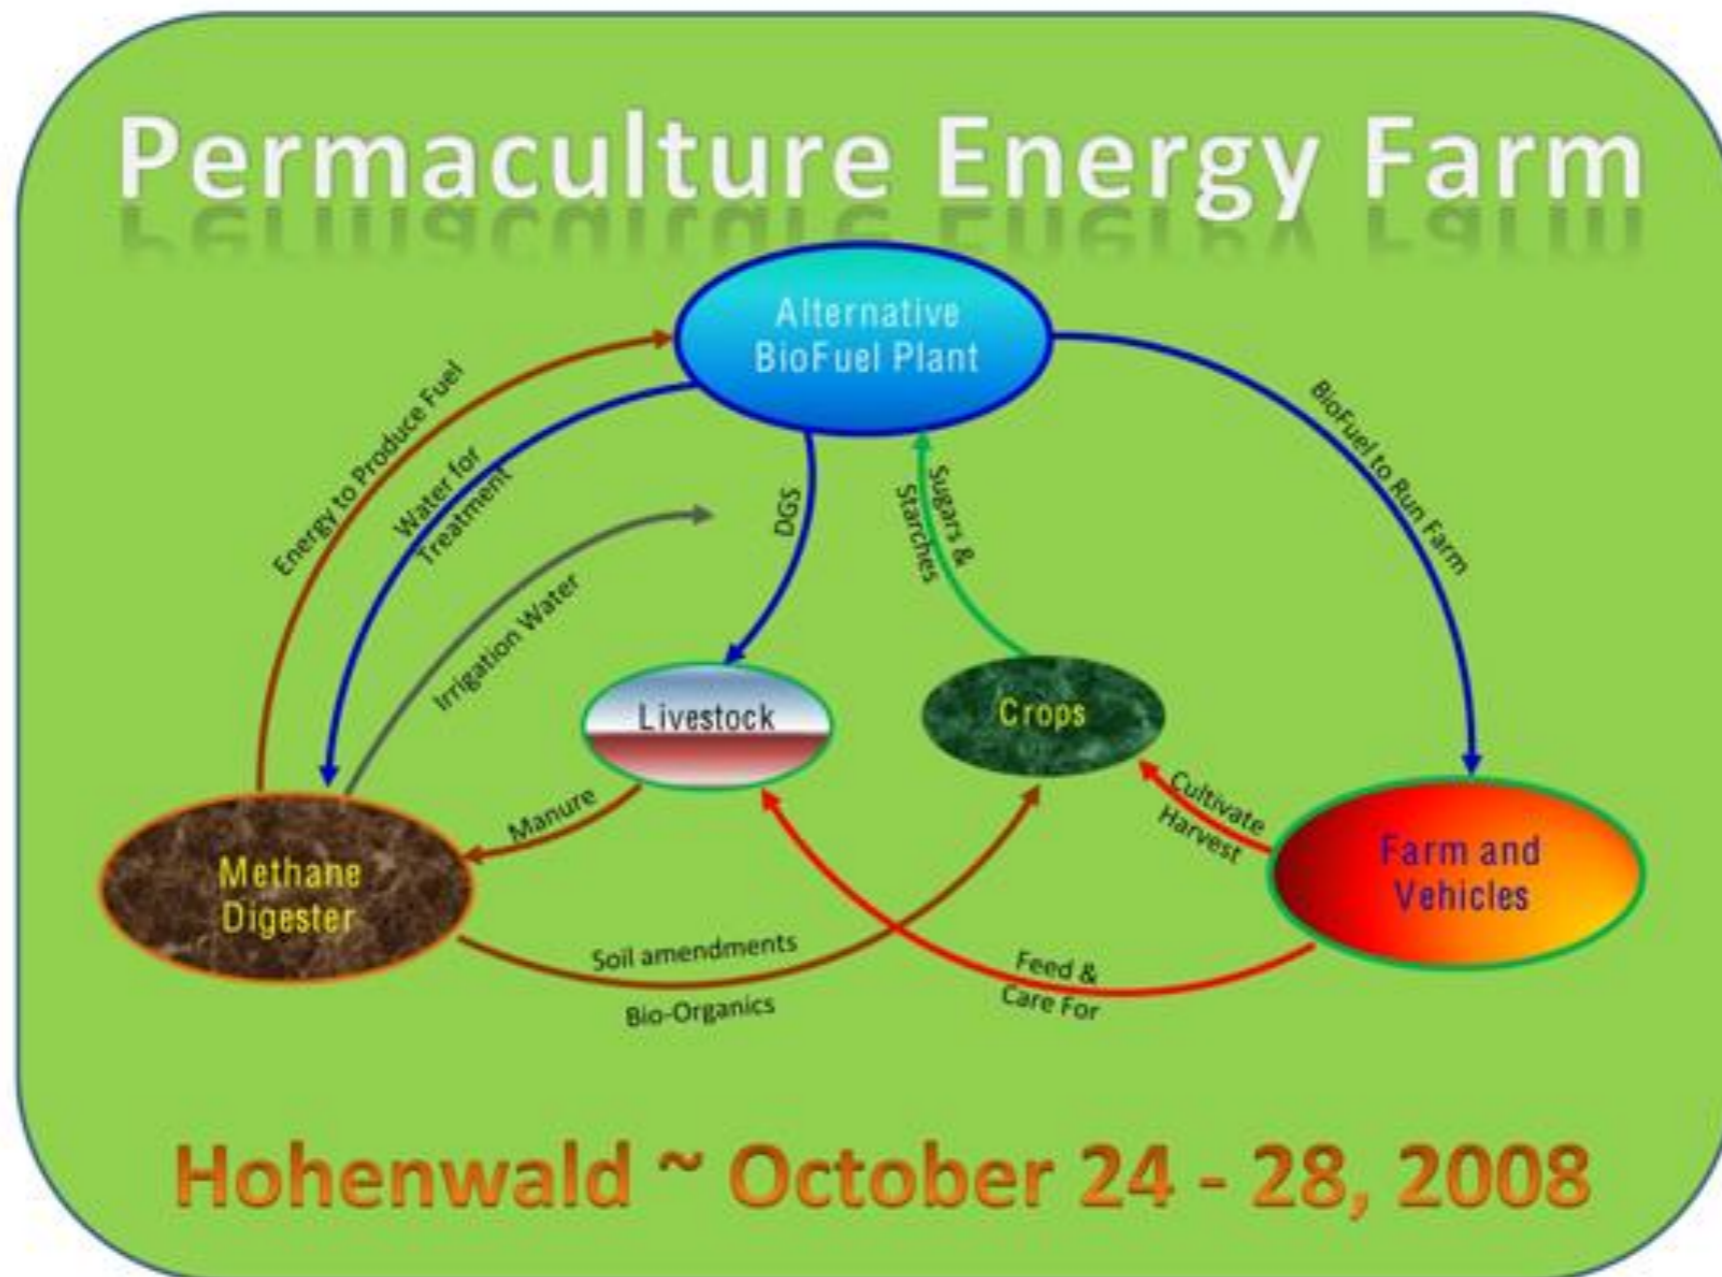 Permaculture Energy Farm
Alternative
BioFuel Plant
Energy to Produce Fuel
Water for
Treatment
Irrigation Water
DGS
Sugars &
Starches
BioFuel to Run Farm
Livestock
Crops
Manure
Cultivate
Harvest
Methane
Digester
Farm and
Vehicles
Soil amendments
Bio-Organics
Feed &
Care For
Hohenwald ~ October 24 - 28, 2008